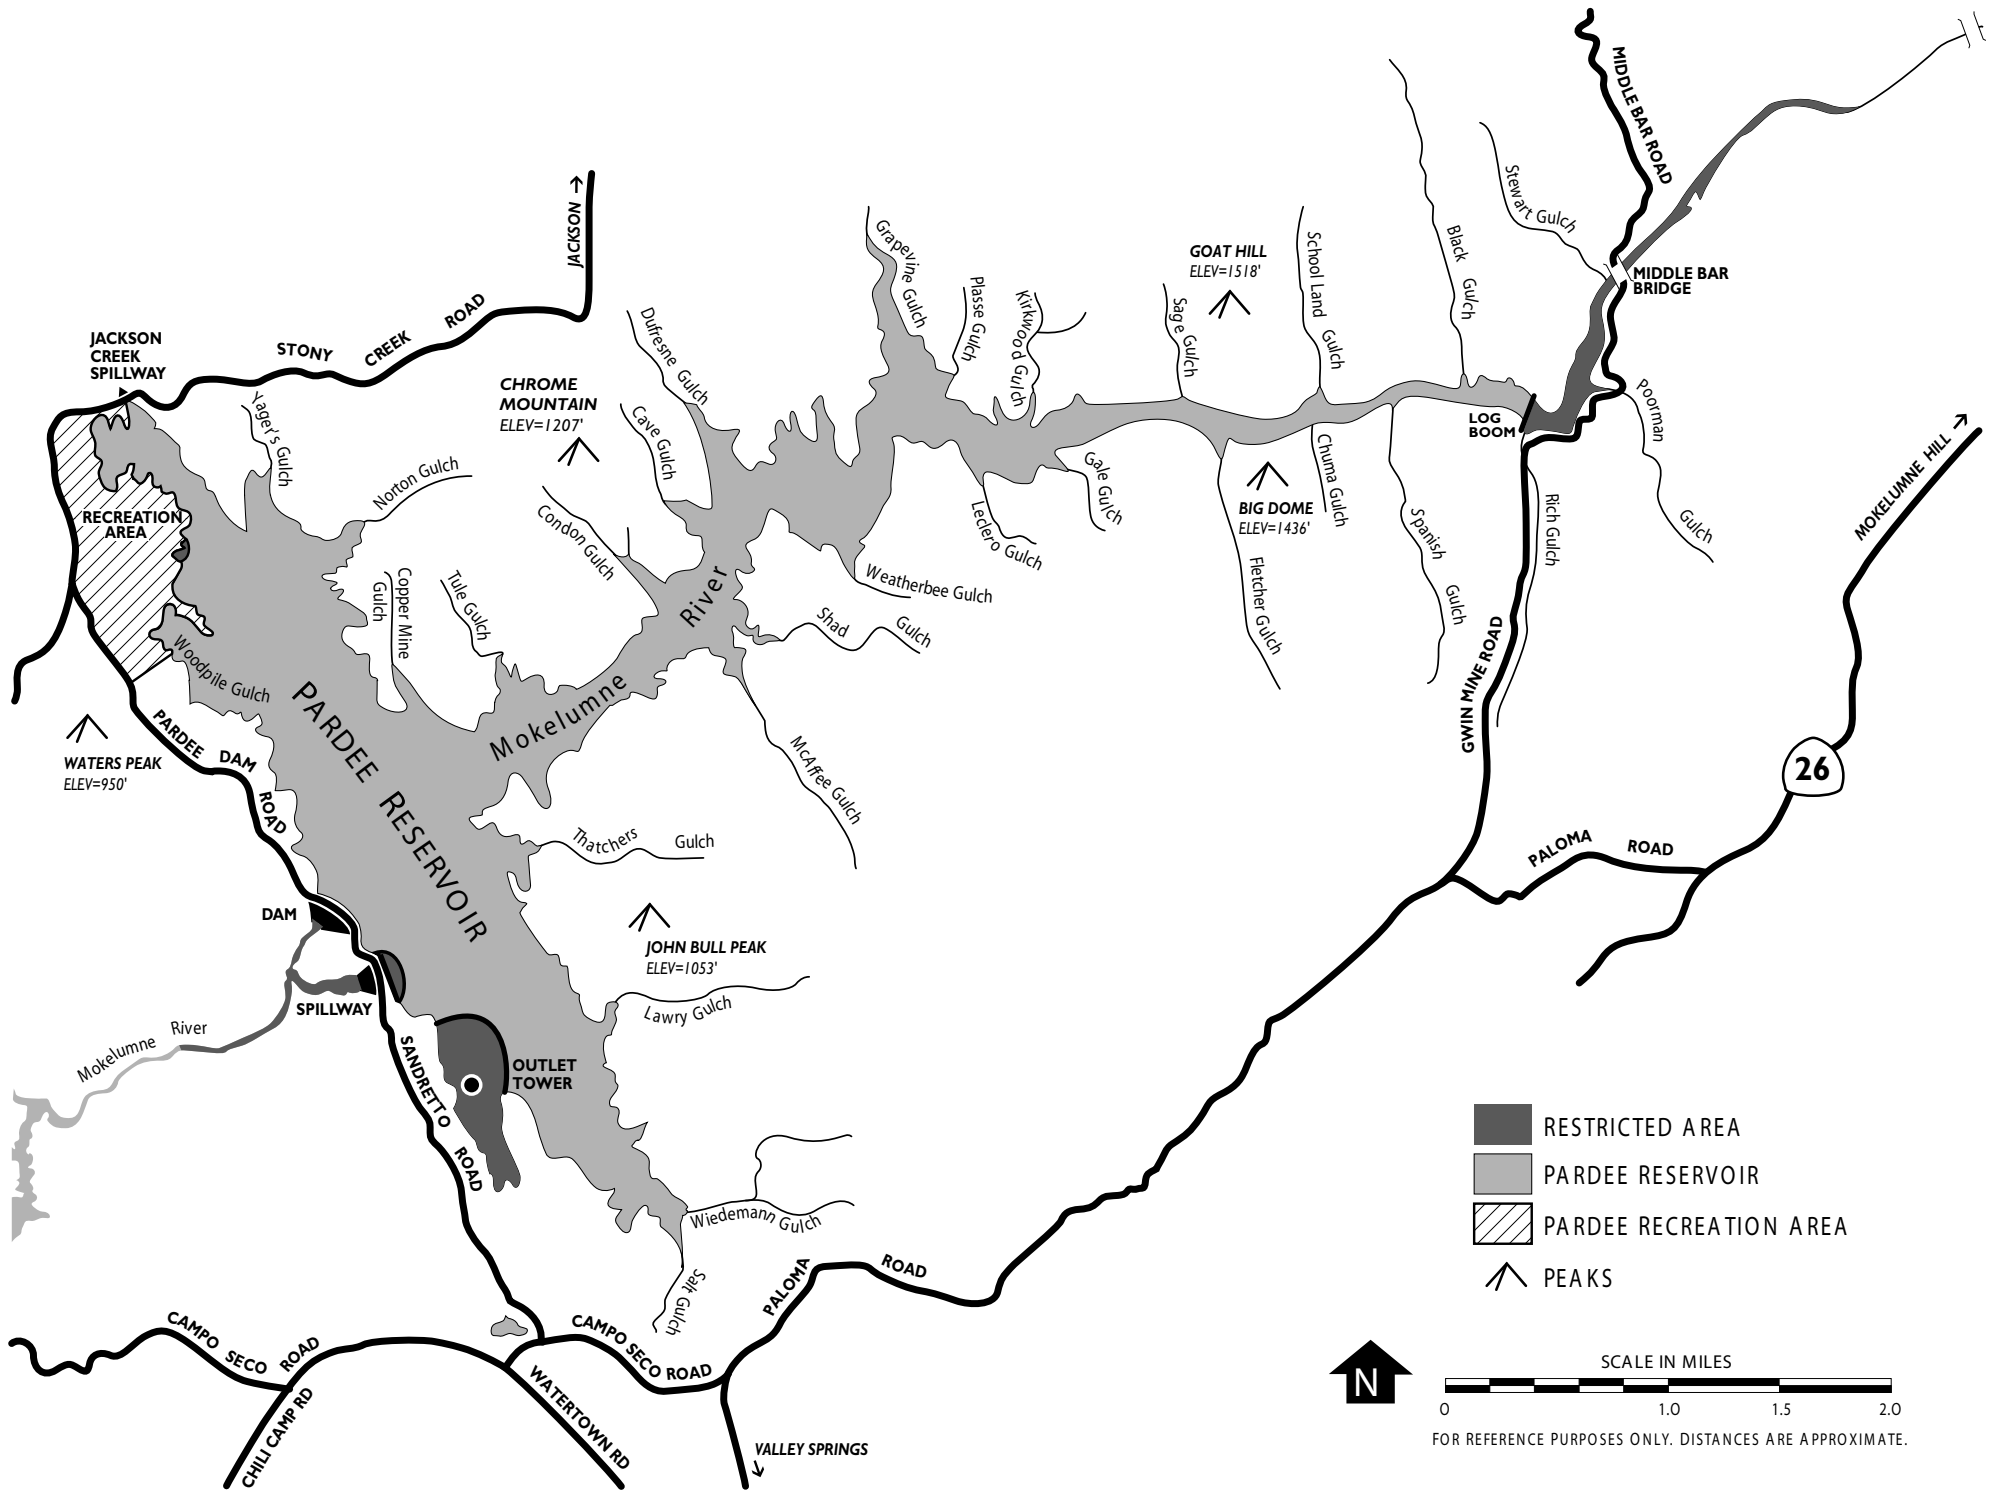 MIDDLE BAR ROAD
Stewart Gulch
JACKSON
Grapevine Gulch
GOAT HILL
ELEV=1518'
School Land Gulch
Black Gulch
MIDDLE BAR
BRIDGE
Plasse Gulch
Kirkwood Gulch
Sage Gulch
Dufresne Gulch
STONY CREEK ROAD
JACKSON
CREEK
SPILLWAY
Yager's Gulch
CHROME
MOUNTAIN
ELEV=1207'
Cave Gulch
LOG
BOOM
Poorman Gulch
MOKELUMNE HILL
Norton Gulch
Condon Gulch
Leclero Gulch
Gale Gulch
BIG DOME
ELEV=1436'
Chuma Gulch
Spanish Gulch
Rich Gulch
RECREATION
AREA
Copper Mine
Gulch
Tule Gulch
Mokelumne River
Weatherbee Gulch
Shad Gulch
Fletcher Gulch
GWIN MINE ROAD
Woodpile Gulch
PARDEE RESERVOIR
McAffee Gulch
WATERS PEAK
ELEV=950'
PARDEE DAM ROAD
26
Thatchers Gulch
PALOMA ROAD
DAM
JOHN BULL PEAK
ELEV=1053'
Lawry Gulch
SPILLWAY
Mokelumne River
SANDRETTO ROAD
OUTLET
TOWER
Wiedemann Gulch
Salt Gulch
PALOMA ROAD
CAMPO SECO ROAD
CAMPO SECO ROAD
CHILI CAMP RD
WATERTOWN RD
VALLEY SPRINGS
RESTRICTED AREA
PARDEE RESERVOIR
PARDEE RECREATION AREA
PEAKS
N
SCALE IN MILES
0 1.0 1.5 2.0
FOR REFERENCE PURPOSES ONLY. DISTANCES ARE APPROXIMATE.